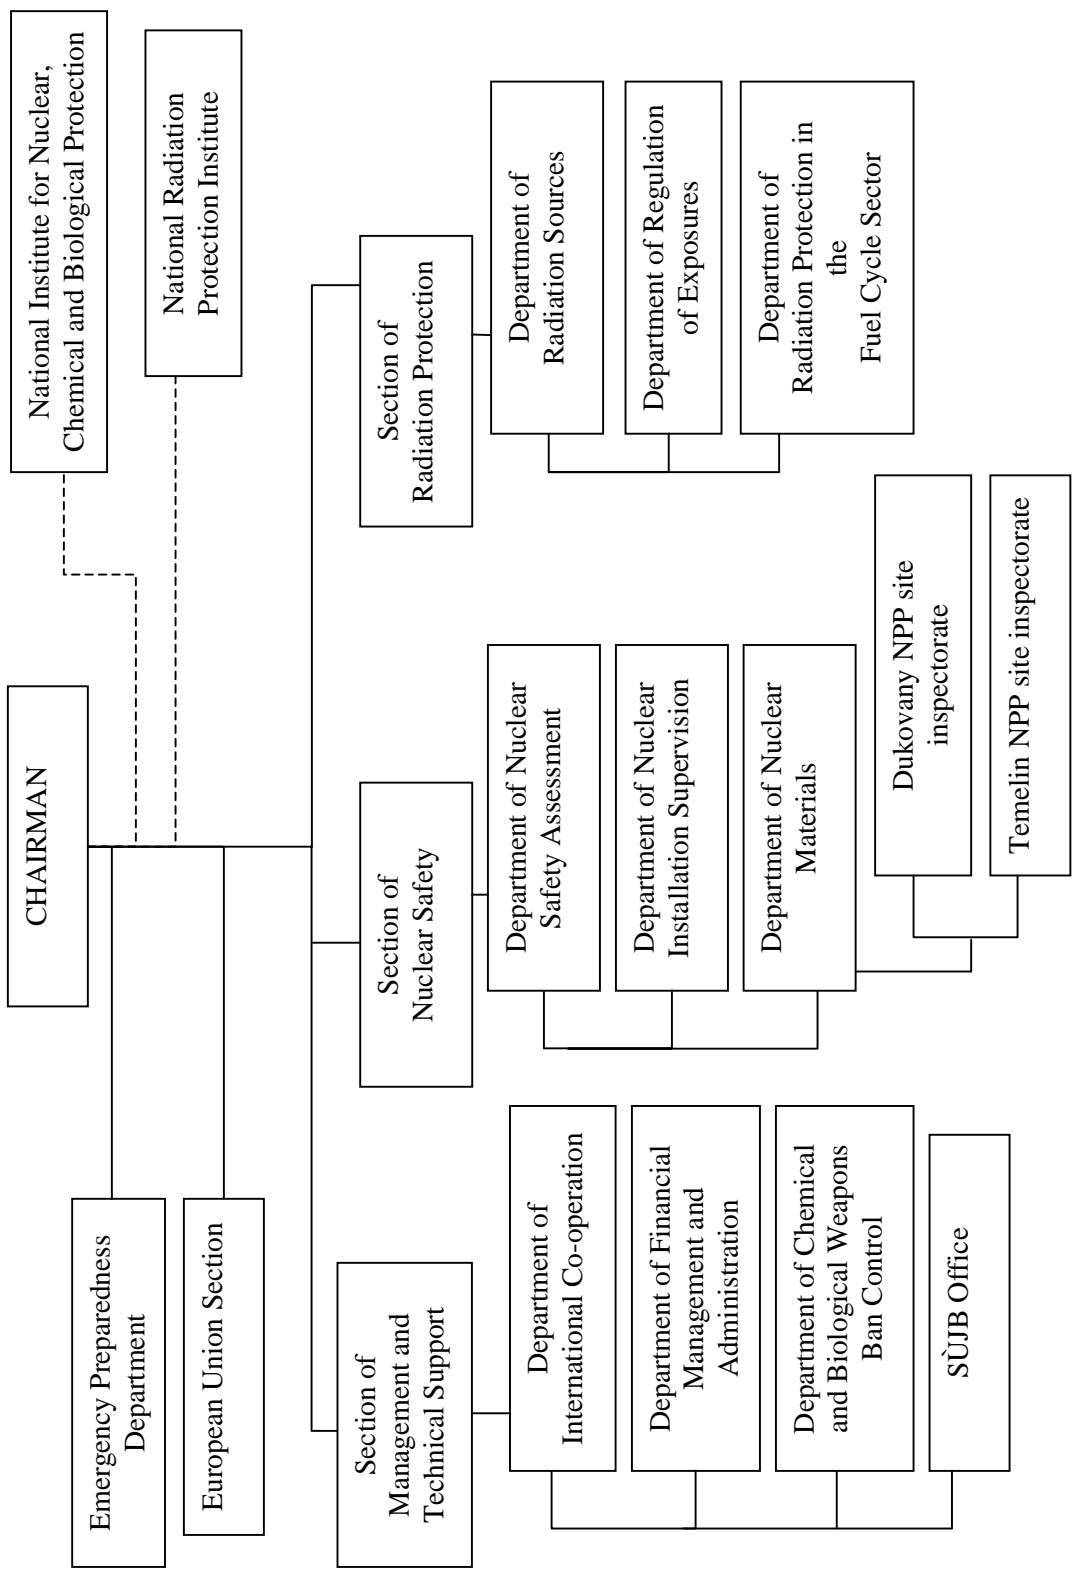 CHAIRMAN
National Institute for Nuclear,
Chemical and Biological Protection
National Radiation
Protection Institute
Emergency Preparedness
Department
European Union Section
Section of
Management and
Technical Support
Section of
Nuclear Safety
Section of
Radiation Protection
Department of
International Co-operation
Department of Financial
Management and
Administration
Department of Chemical
and Biological Weapons
Ban Control
SÙJB Office
Department of Nuclear
Safety Assessment
Department of Nuclear
Installation Supervision
Department of Nuclear
Materials
Dukovany NPP site
inspectorate
Temelin NPP site inspectorate
Department of
Radiation Sources
Department of Regulation
of Exposures
Department of
Radiation Protection in
the
Fuel Cycle Sector